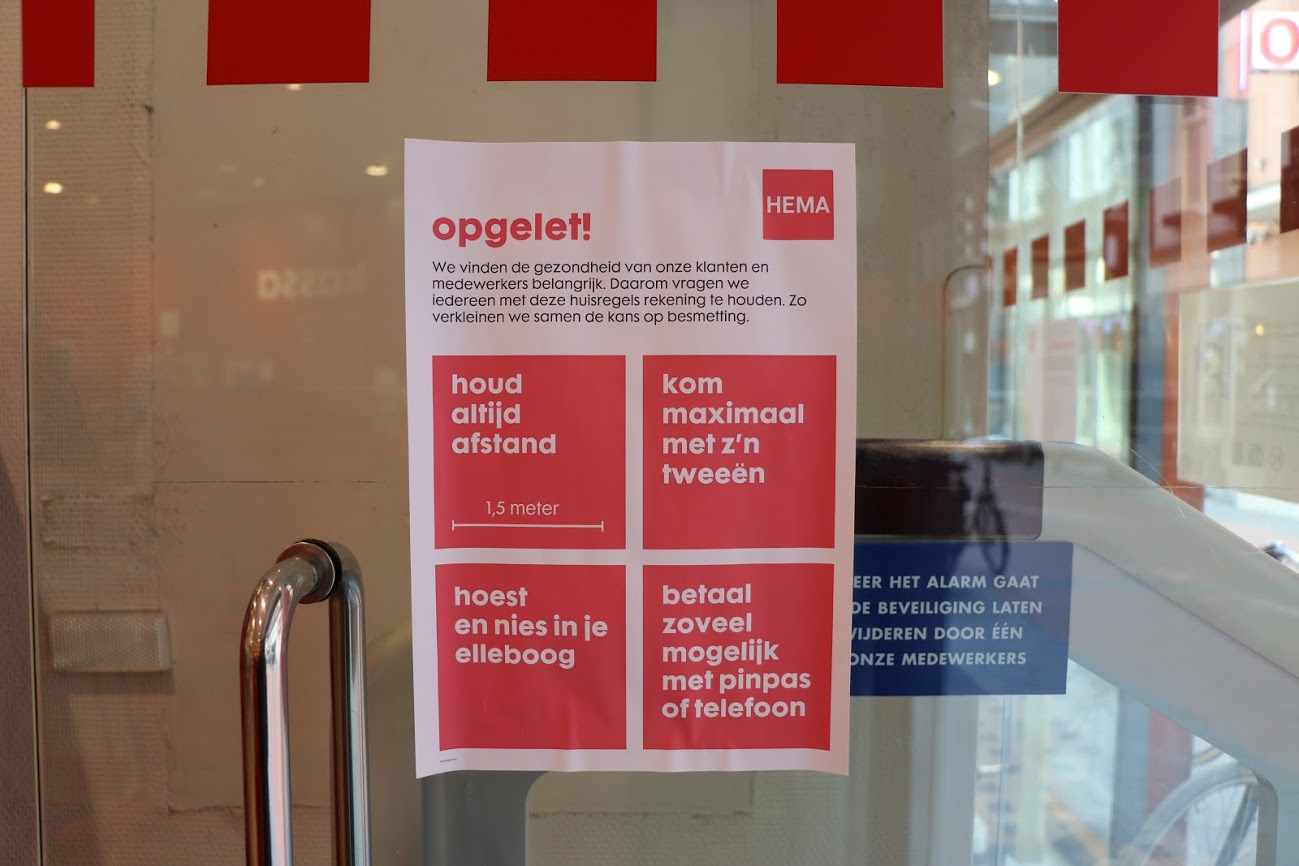 HEMA
opgelet!
We vinden de gezondheid van onze klanten en
medewerkers belangrijk. Daarom vragen we
iedereen met deze huisregels rekening te houden. Zo
verkleinen we samen de kans op besmetting.
houd
altijd
afstand
1,5 meter
kom
maximaal
met z'n
tweeën
hoest
en nies in je
elleboog
betaal
zoveel
mogelijk
met pinpas
of telefoon
EER HET ALARM GAAT
DE BEVEILIGING LATEN
IJDEREN DOOR ÉÉN
ONZE MEDEWERKERS
kassa
O